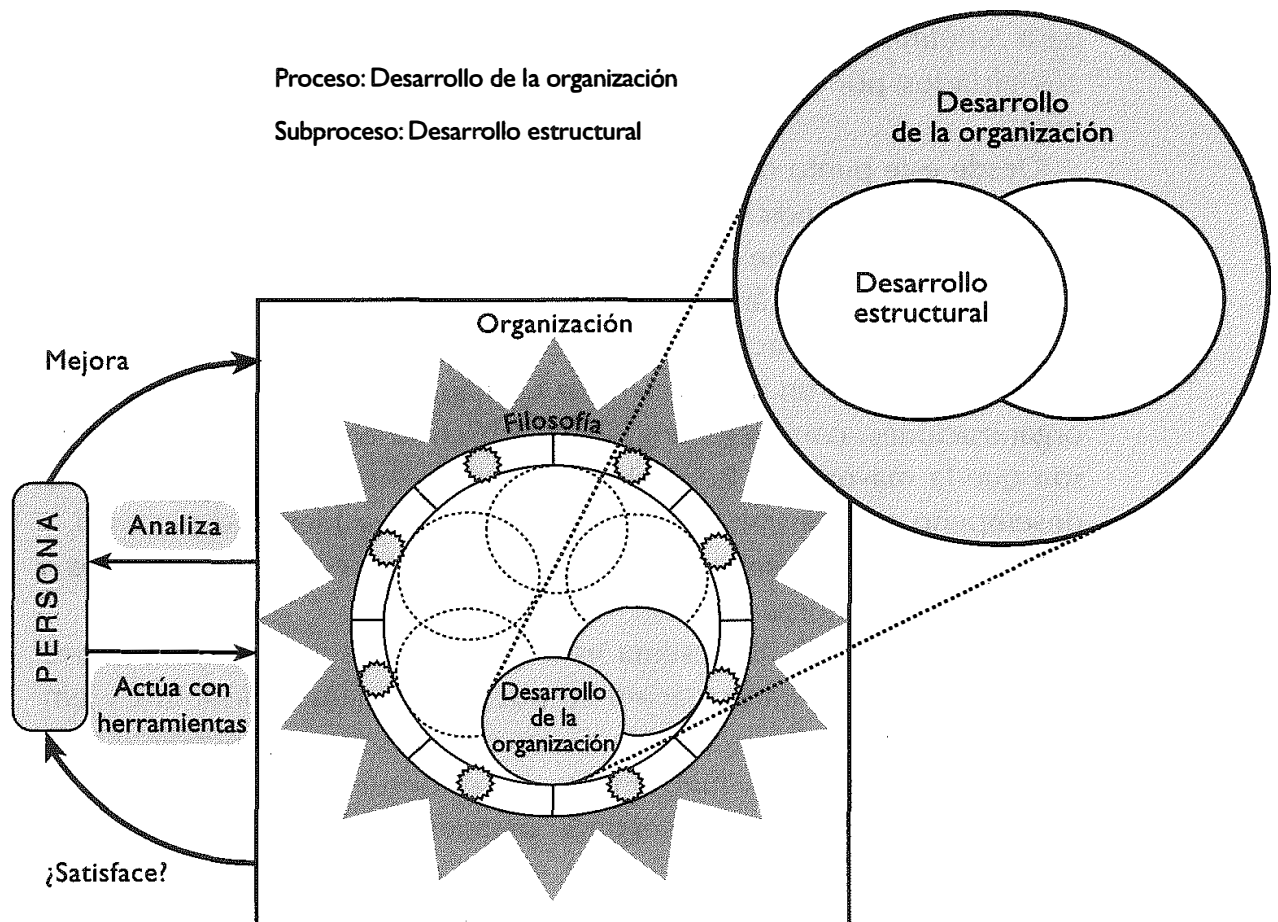 Proceso: Desarrollo de la organización
Subproceso: Desarrollo estructural
Desarrollo
de la organización
Desarrollo
estructural
Organización
Filosofía
Mejora
PERSONA
Analiza
Actúa con
herramientas
¿Satisface?
Desarrollo
de la
organización